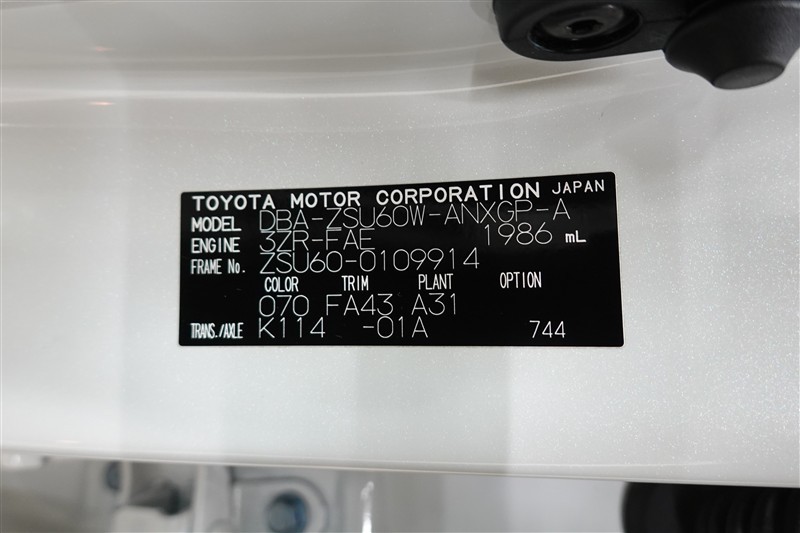 TOYOTA MOTOR CORPORATION JAPAN
MODEL DBA-ZSU60W-ANXGP-A
ENGINE 3ZR-FAE 1986 mL
FRAME No. ZSU60-0109914
COLOR TRIM PLANT OPTION
070 FA43 A31
TRANS./AXLE K114 -01A 744